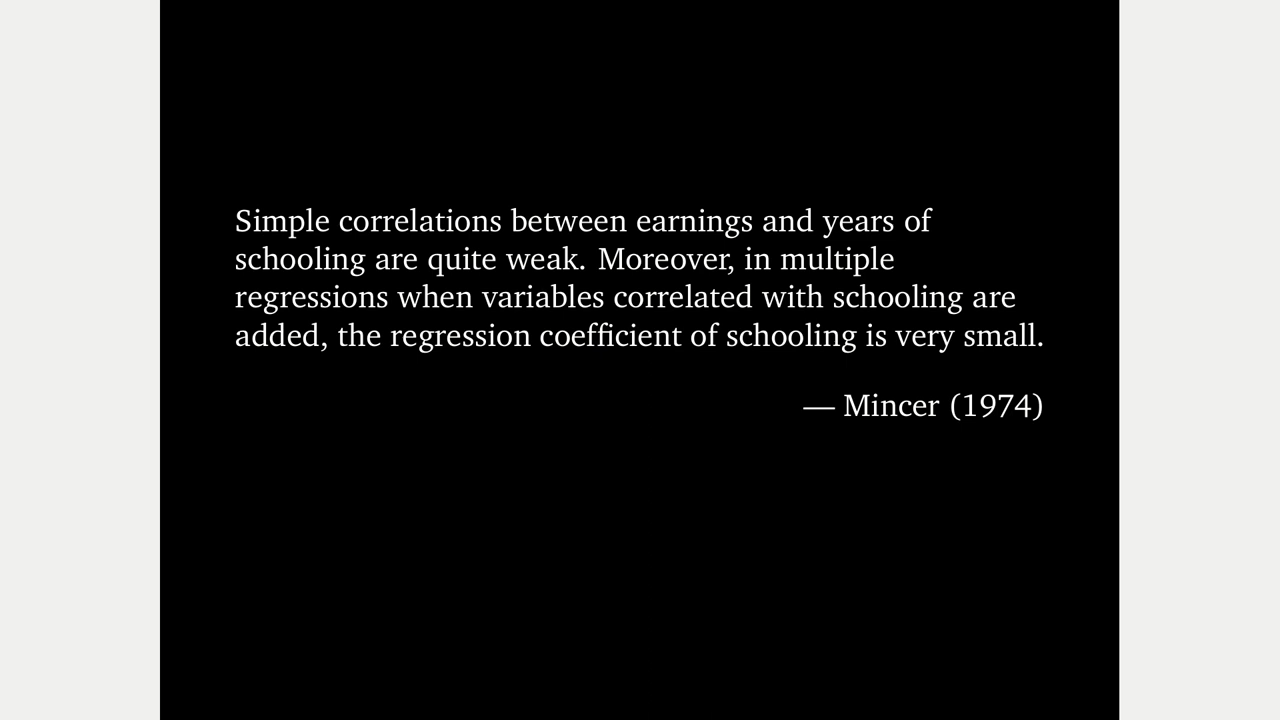 Simple correlations between earnings and years of
schooling are quite weak. Moreover, in multiple
regressions when variables correlated with schooling are
added, the regression coefficient of schooling is very small.
— Mincer (1974)